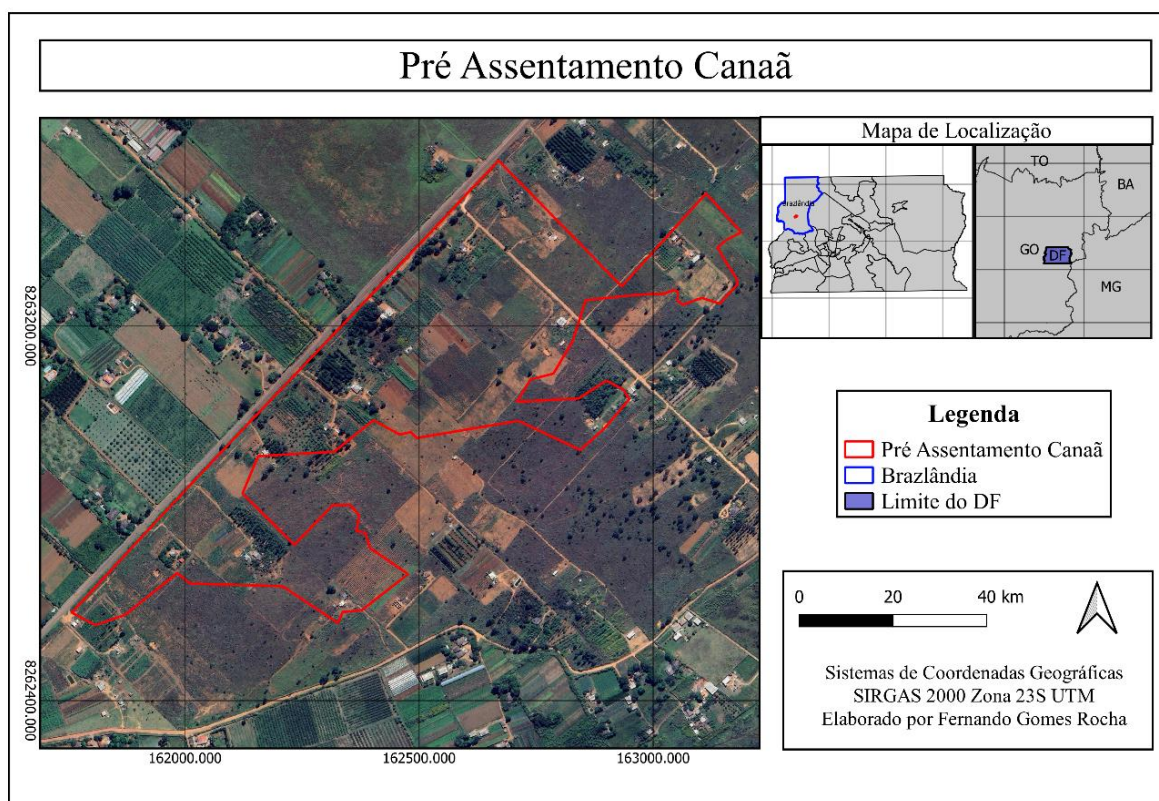 Pré Assentamento Canaã
Mapa de Localização
Brazlândia
TO
BA
GO
DF
MG
8263200.000
8262400.000
162000.000
162500.000
163000.000
Legenda
Pré Assentamento Canaã
Brazlândia
Limite do DF
0 20 40 km
Sistemas de Coordenadas Geográficas
SIRGAS 2000 Zona 23S UTM
Elaborado por Fernando Gomes Rocha